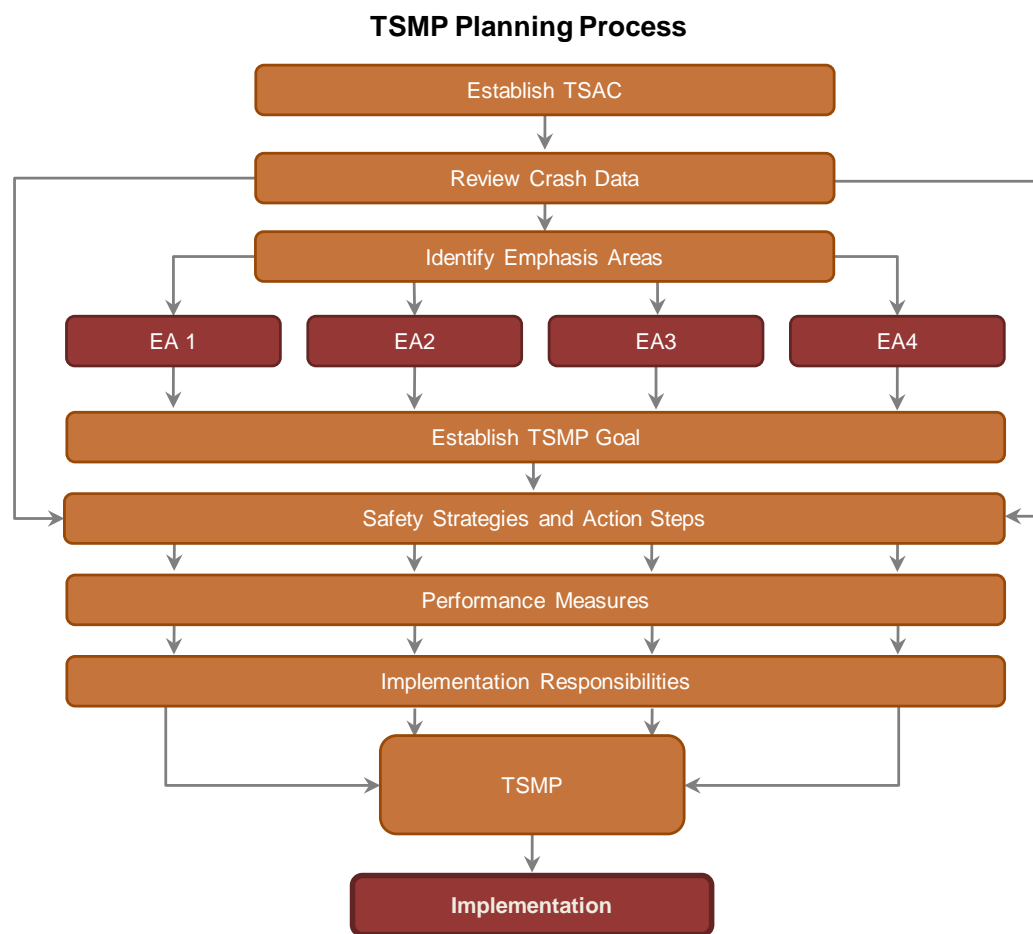 TSMP Planning Process
Establish TSAC
Review Crash Data
Identify Emphasis Areas
EA 1
EA2
EA3
EA4
Establish TSMP Goal
Safety Strategies and Action Steps
Performance Measures
Implementation Responsibilities
TSMP
Implementation